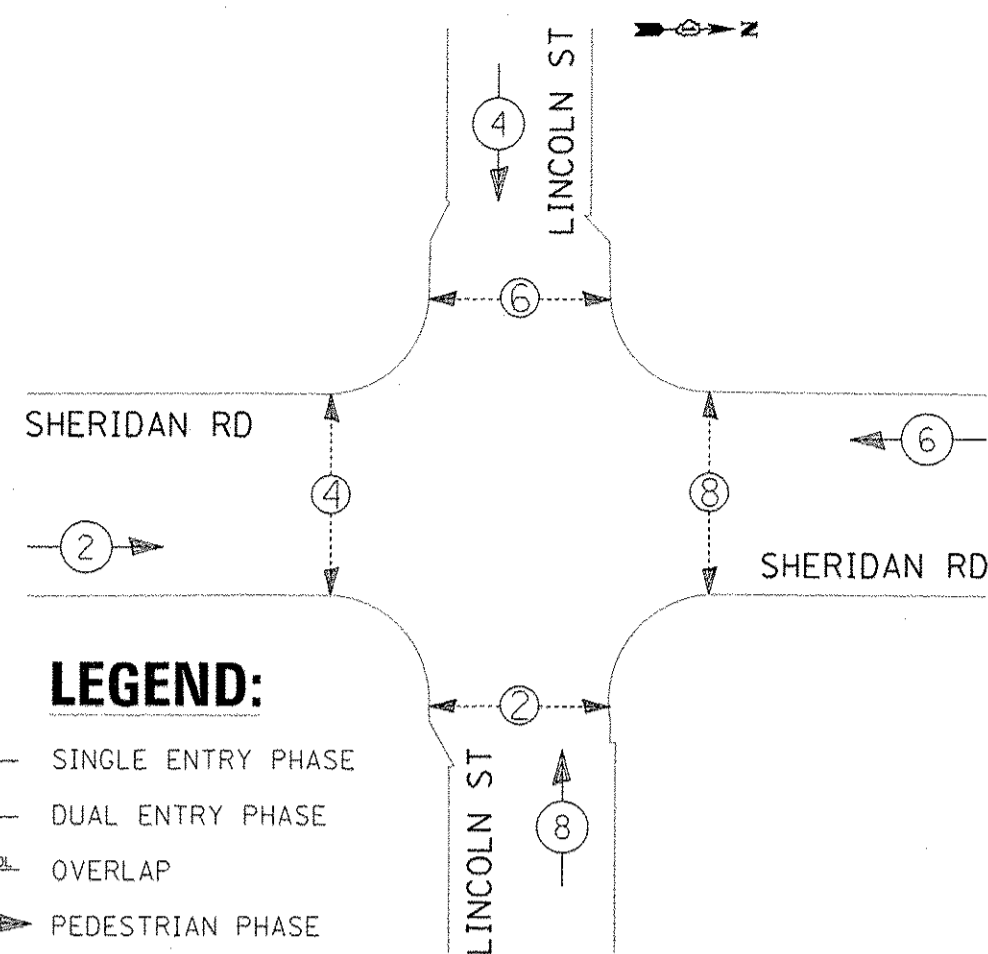 N
LINCOLN ST
4
6
SHERIDAN RD
6
4
8
2
SHERIDAN RD
2
LINCOLN ST
8
LEGEND:
SINGLE ENTRY PHASE
DUAL ENTRY PHASE
OL OVERLAP
PEDESTRIAN PHASE